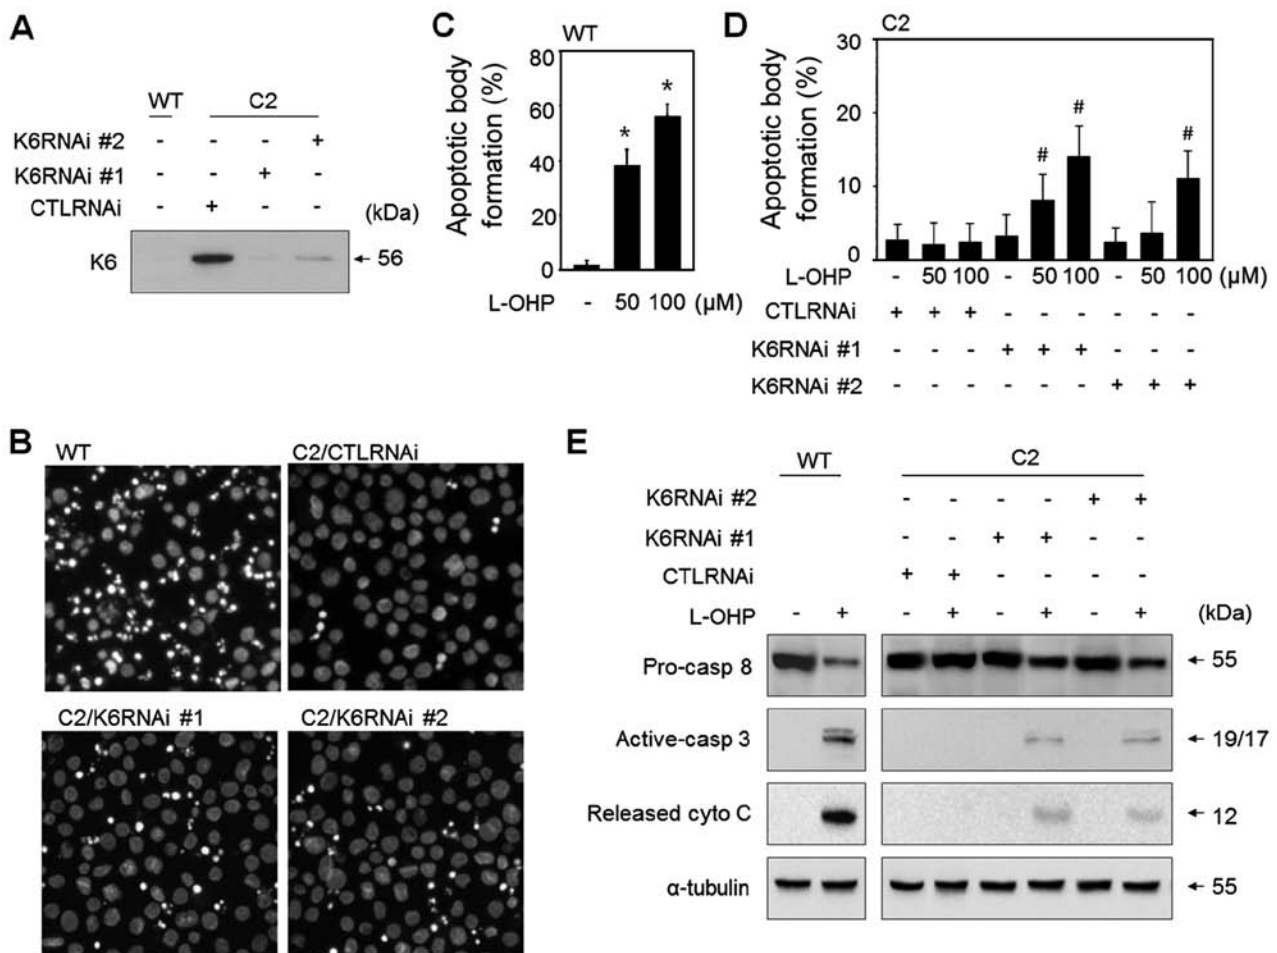 A
WT C2
K6RNAi #2 - - - +
K6RNAi #1 - - + -
CTLRNAi - + - - (kDa)
K6 ← 56
B
WT
C2/CTLRNAi
C2/K6RNAi #1
C2/K6RNAi #2
C
WT
Apoptotic body
formation (%)
80
60
40
20
0
* *
L-OHP - 50 100 (μM)
D
C2
Apoptotic body
formation (%)
30
20
10
0
# # #
L-OHP - 50 100 - 50 100 - 50 100 (μM)
CTLRNAi + + + - - - - - -
K6RNAi #1 - - - + + + - - -
K6RNAi #2 - - - - - - + + +
E
WT C2
K6RNAi #2 - - - - + +
K6RNAi #1 - - + + - -
CTLRNAi + + - - - -
L-OHP - + - + - + - + (kDa)
Pro-casp 8 ← 55
Active-casp 3 ← 19/17
Released cyto C ← 12
α-tubulin ← 55